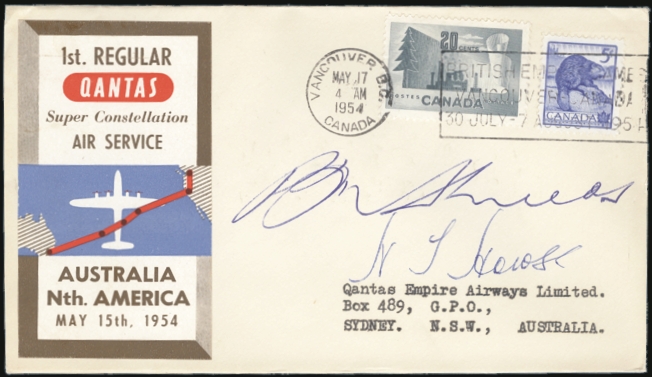 1st. REGULAR
QANTAS
Super Constellation
AIR SERVICE
AUSTRALIA
Nth. AMERICA
MAY 15th, 1954
VANCOUVER, B.C.
MAY 17
4 AM
1954
CANADA
20 CENTS
POSTES CANADA
5¢
CANADA
BRITISH EMPIRE GAMES
VANCOUVER CANADA
30 JULY-7 AUGUST 1954
Qantas Empire Airways Limited.
Box 489, G.P.O.,
SYDNEY. N.S.W., AUSTRALIA.